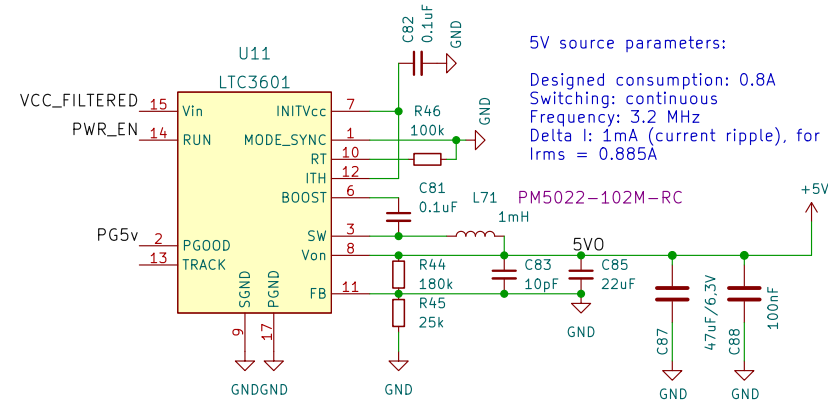 C82
0.1uF
GND
5V source parameters:
Designed consumption: 0.8A
Switching: continuous
Frequency: 3.2 MHz
Delta I: 1mA (current ripple), for
Irms = 0.885A
U11
LTC3601
VCC_FILTERED
15
Vin
INITVcc
7
R46
100k
GND
PWR_EN
14
RUN
MODE_SYNC
1
RT
10
ITH
12
BOOST
6
C81
0.1uF
L71
1mH
PM5022-102M-RC
+5V
PG5v
2
PGOOD
SW
3
13
TRACK
Von
8
5VO
R44
180k
C83
10pF
C85
22uF
SGND
PGND
FB
11
R45
25k
GND
C87
47uF/6,3V
C88
100nF
9
17
GND
GND
GND
GND
GND